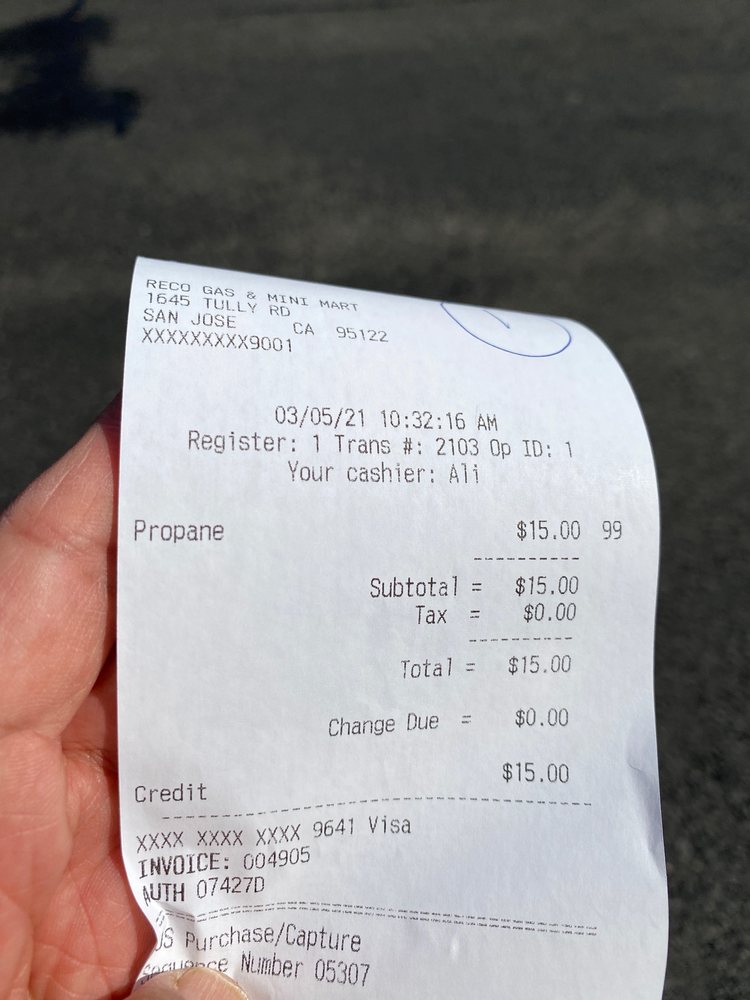 RECO GAS & MINI MART
1645 TULLY RD
SAN JOSE CA 95122
XXXXXXXXX9001
03/05/21 10:32:16 AM
Register: 1 Trans #: 2103 Op ID: 1
Your cashier: Ali
Propane $15.00 99
Subtotal = $15.00
Tax = $0.00
Total = $15.00
Change Due = $0.00
$15.00
Credit
XXXX XXXX XXXX 9641 Visa
INVOICE: 004905
AUTH 07427D
US Purchase/Capture
Sequence Number 05307